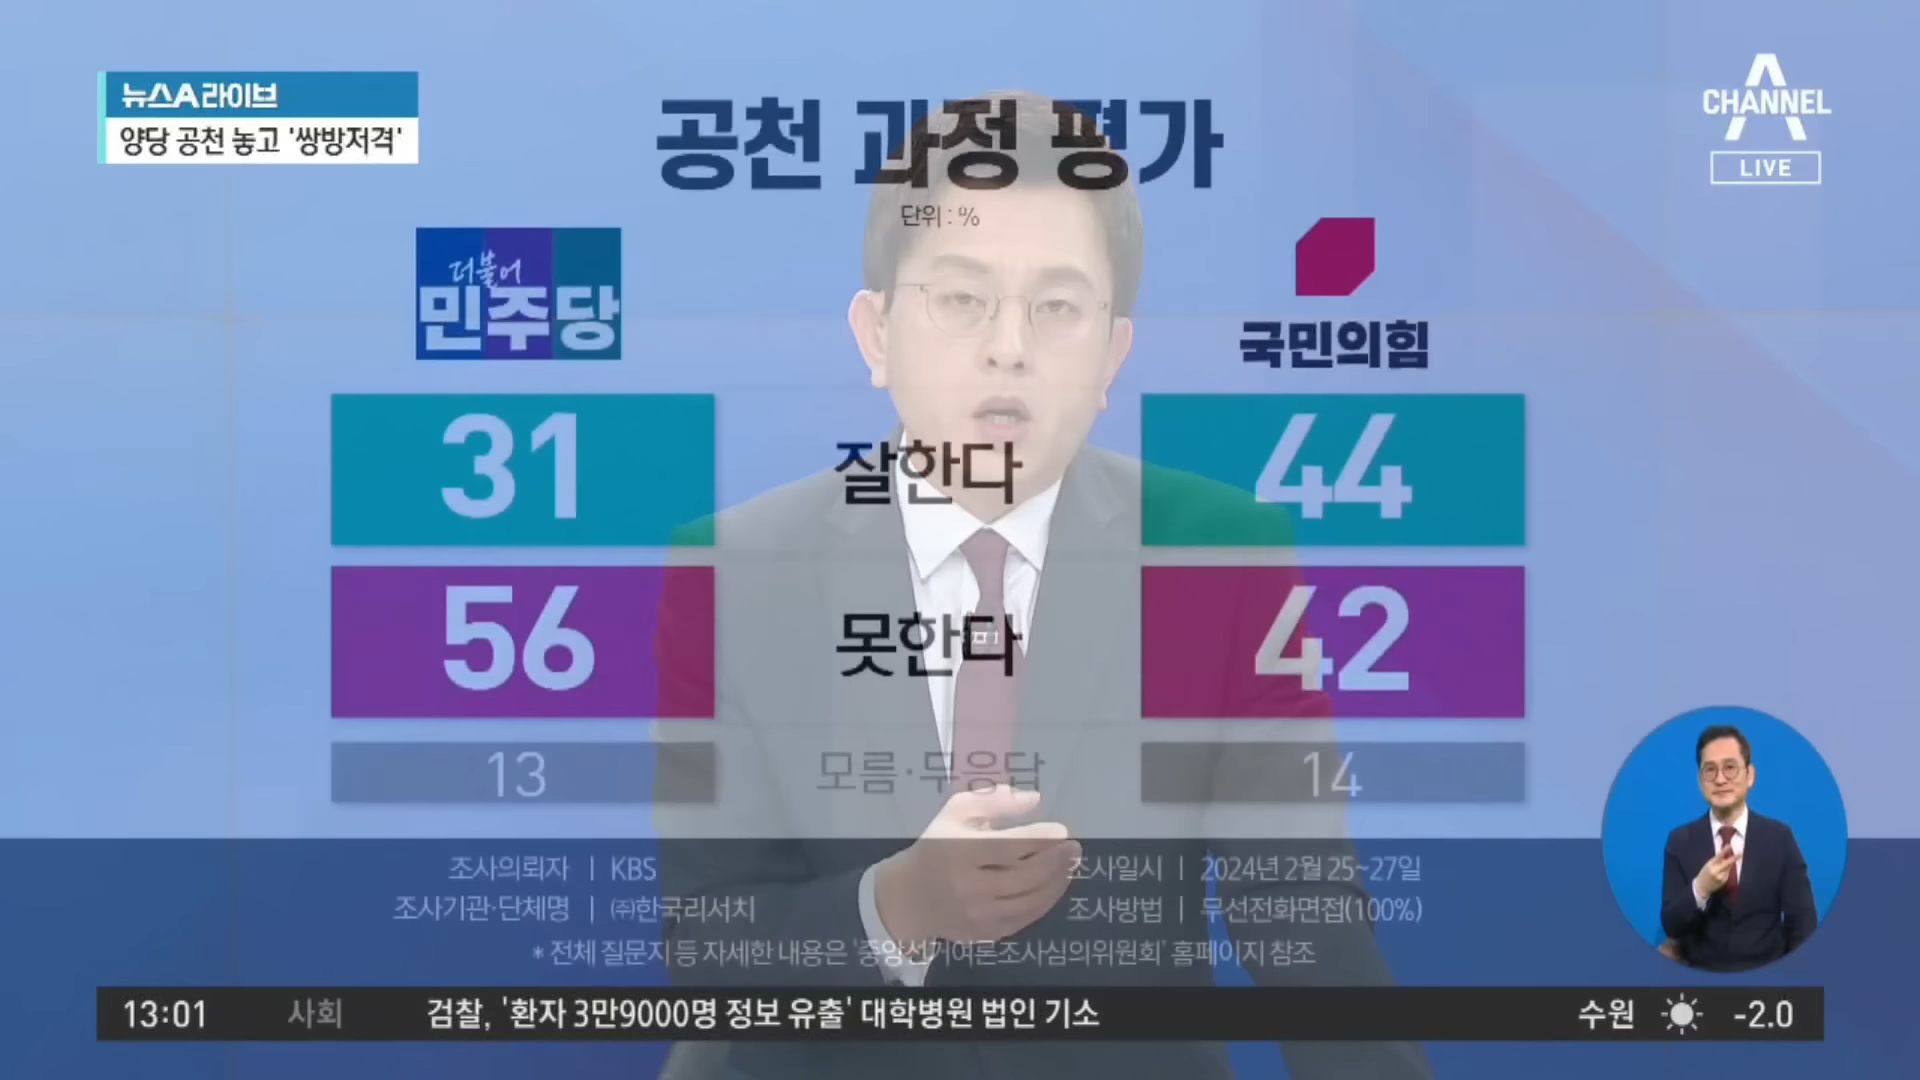 뉴스A라이브
양당 공천 놓고 '쌍방저격'
CHANNEL A
LIVE
공천 과정 평가
단위 : %
더불어
민주당
국민의힘
31 잘한다 44
56 못한다 42
13 모름·무응답 14
조사의뢰자 | KBS 조사일시 | 2024년 2월 25~27일
조사기관·단체명 | ㈜한국리서치 조사방법 | 무선전화면접(100%)
* 전체 질문지 등 자세한 내용은 '중앙선거여론조사심의위원회' 홈페이지 참조
13:01 사회 검찰, '환자 3만9000명 정보 유출' 대학병원 법인 기소 수원 -2.0